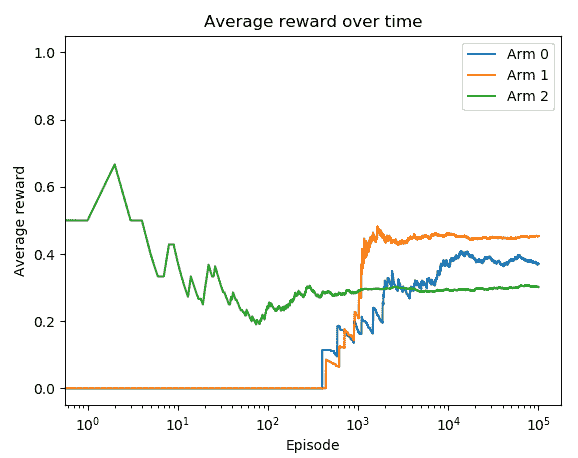 Average reward over time
Average reward
1.0
0.8
0.6
0.4
0.2
0.0
Arm 0
Arm 1
Arm 2
10^0
10^1
10^2
10^3
10^4
10^5
Episode